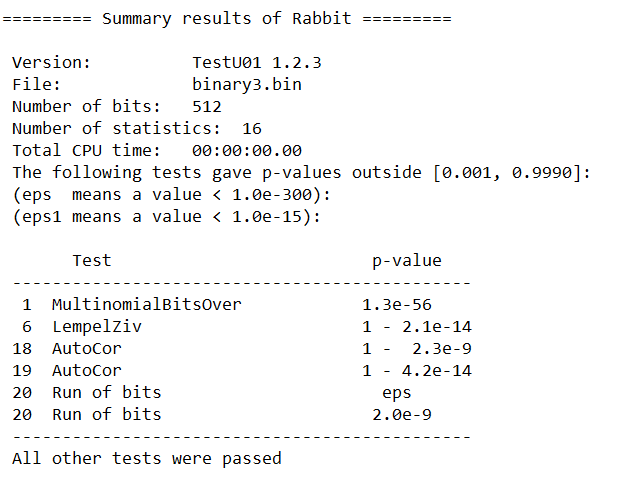 ========= Summary results of Rabbit =========
Version: TestU01 1.2.3
File: binary3.bin
Number of bits: 512
Number of statistics: 16
Total CPU time: 00:00:00.00
The following tests gave p-values outside [0.001, 0.9990]:
(eps means a value < 1.0e-300):
(eps1 means a value < 1.0e-15):
Test p-value
----------------------------------------------
1 MultinomialBitsOver 1.3e-56
6 LempelZiv 1 - 2.1e-14
18 AutoCor 1 - 2.3e-9
19 AutoCor 1 - 4.2e-14
20 Run of bits eps
20 Run of bits 2.0e-9
----------------------------------------------
All other tests were passed